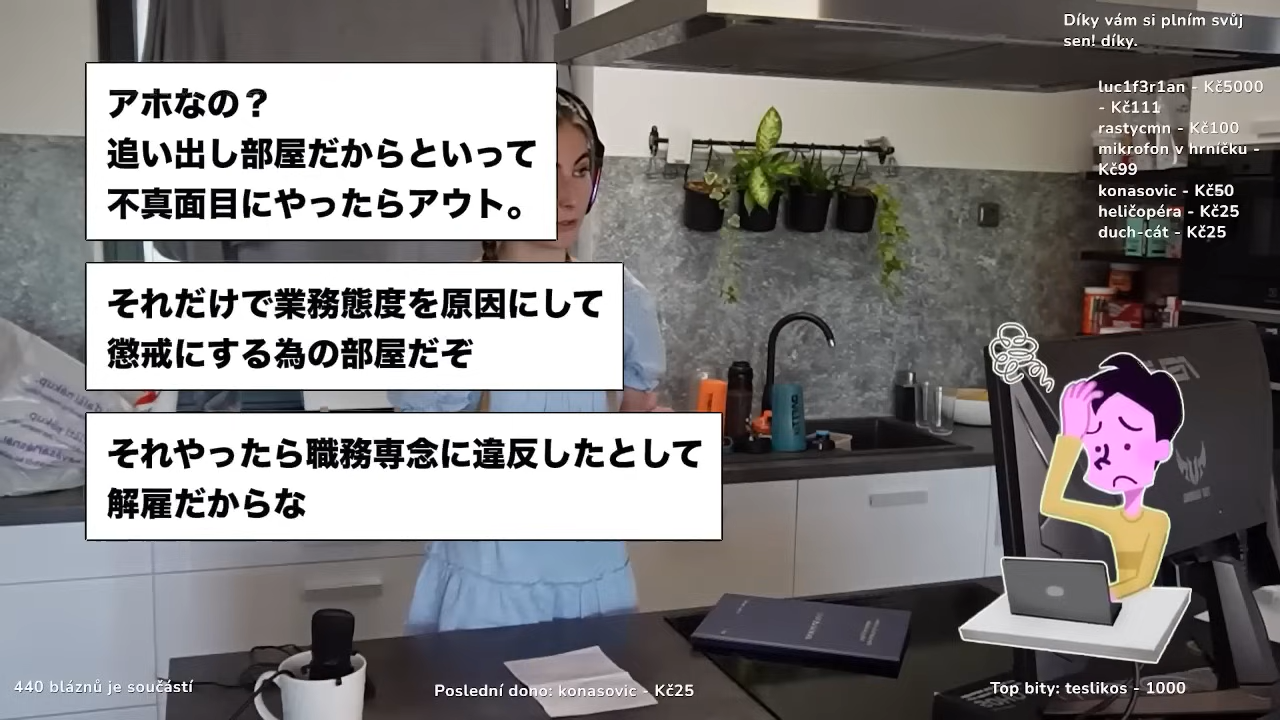 アホなの？
追い出し部屋だからといって
不真面目にやったらアウト。
それだけで業務態度を原因にして
懲戒にする為の部屋だぞ
それやったら職務専念に違反したとして
解雇だからな
Díky vám si plním svůj
sen! díky.
luc1f3r1an - Kč5000
- Kč111
rastycmn - Kč100
mikrofon v hrníčku -
Kč99
konasovic - Kč50
heličopéra - Kč25
duch-cát - Kč25
440 bláznů je součástí
Poslední dono: konasovic - Kč25
Top bity: teslikos - 1000